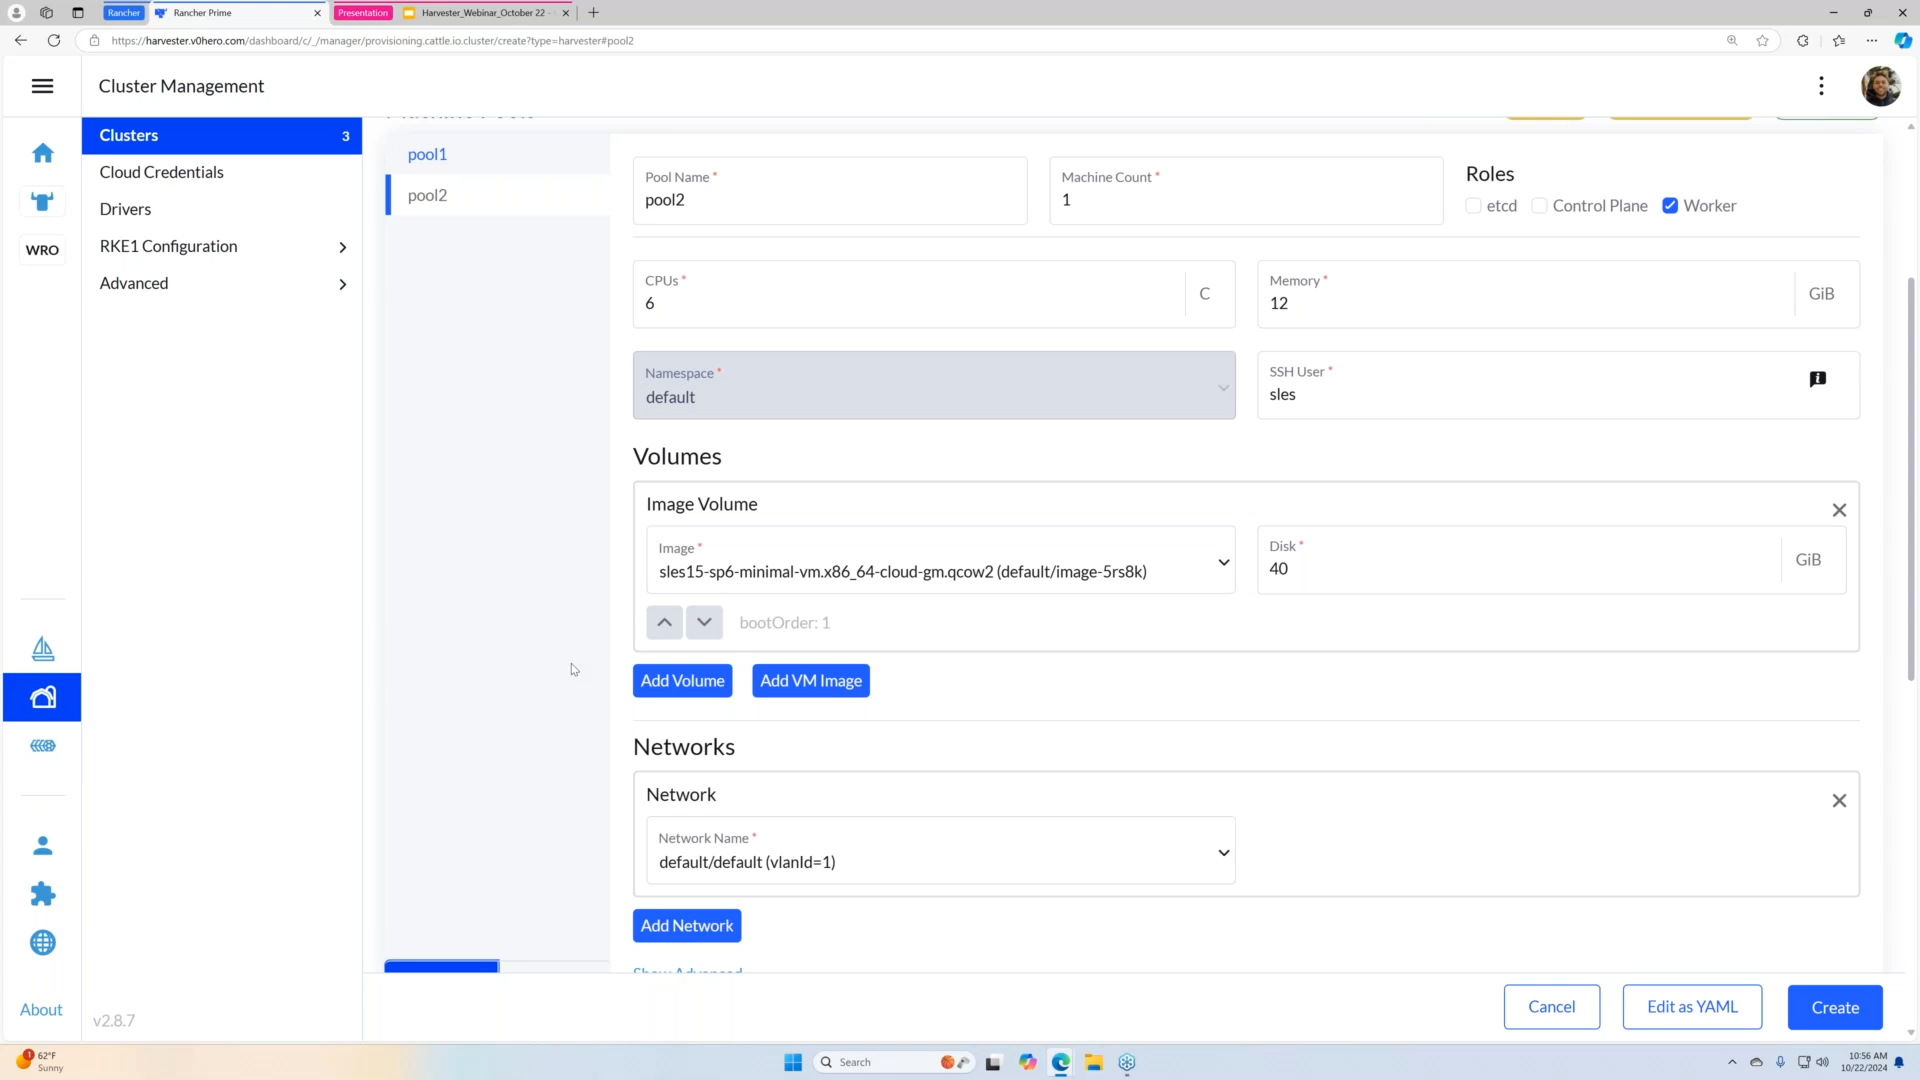 Rancher
Rancher Prime
Presentation
Harvester_Webinar_October 22 -
https://harvester.v0hero.com/dashboard/c/_/manager/provisioning.cattle.io.cluster/create?type=harvester#pool2
Cluster Management
Clusters 3
Cloud Credentials
Drivers
RKE1 Configuration
Advanced
WRO
About
v2.8.7
pool1
pool2
Pool Name *
pool2
Machine Count *
1
Roles
etcd
Control Plane
Worker
CPUs *
6
C
Memory *
12
GiB
Namespace *
default
SSH User *
sles
Volumes
Image Volume
Image *
sles15-sp6-minimal-vm.x86_64-cloud-gm.qcow2 (default/image-5rs8k)
Disk *
40
GiB
bootOrder: 1
Add Volume
Add VM Image
Networks
Network
Network Name *
default/default (vlanId=1)
Add Network
Show Advanced
Cancel
Edit as YAML
Create
1
62°F
Sunny
Search
10:56 AM
10/22/2024